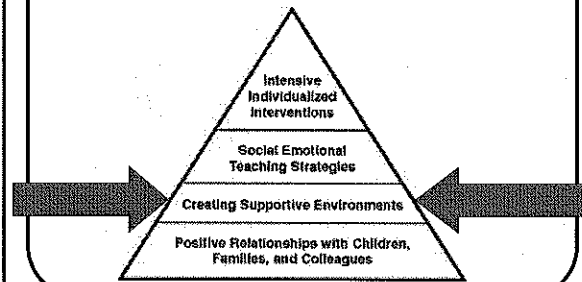 Intensive
Individualized
Interventions
Social Emotional
Teaching Strategies
Creating Supportive Environments
Positive Relationships with Children,
Families, and Colleagues